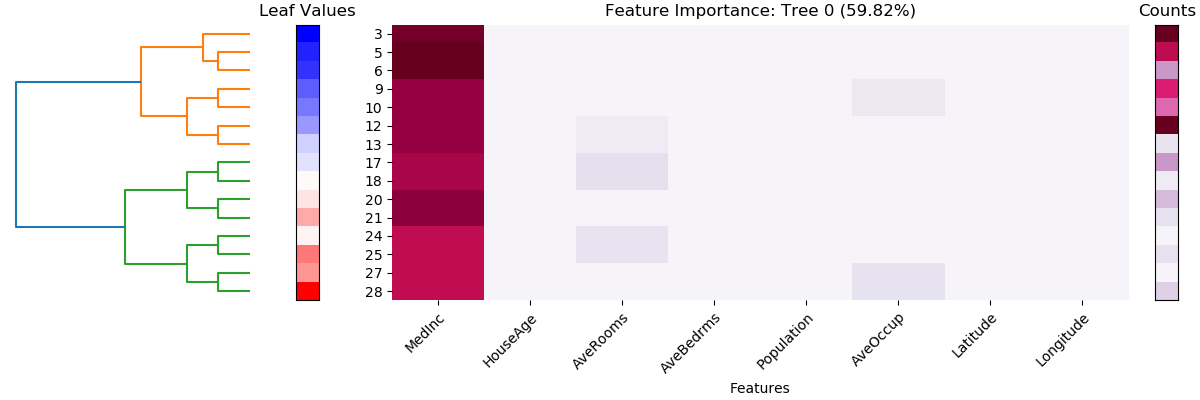 Leaf Values
Feature Importance: Tree 0 (59.82%)
Counts
3
5
6
9
10
12
13
17
18
20
21
24
25
27
28
MedInc
HouseAge
AveRooms
AveBedrms
Population
AveOccup
Latitude
Longitude
Features